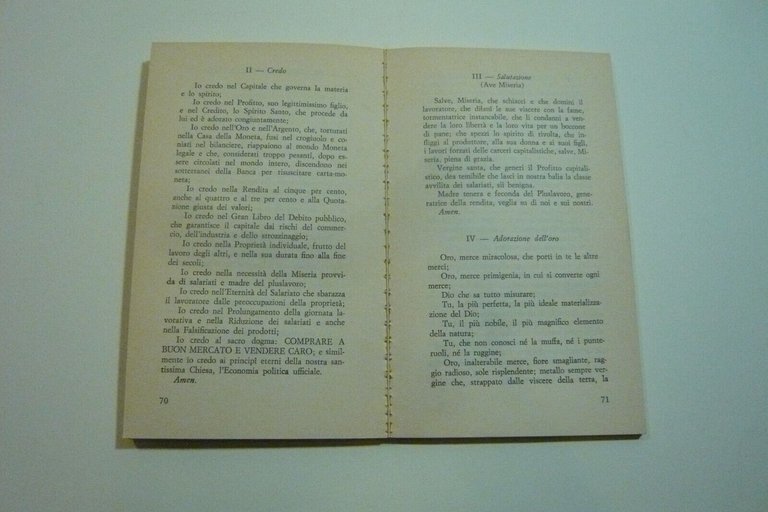 II — Credo
Io credo nel Capitale che governa la materia
e lo spirito;
Io credo nel Profitto, suo legittimissimo figlio,
e nel Credito, lo Spirito Santo, che procede da
lui ed è adorato congiuntamente;
Io credo nell'Oro e nell'Argento, che, torturati
nella Casa della Moneta, fusi nel crogiuolo e co-
niati nel bilanciere, riappaiono al mondo Moneta
legale e che, considerati troppo pesanti, dopo es-
sere circolati nel mondo intero, discendono nei
sotterranei della Banca per risuscitare carta-mo-
neta;
Io credo nella Rendita al cinque per cento,
anche al quattro e al tre per cento e alla Quota-
zione giusta dei valori;
Io credo nel Gran Libro del Debito pubblico,
che garantisce il capitale dai rischi del commer-
cio, dell'industria e dello strozzinaggio;
Io credo nella Proprietà individuale, frutto del
lavoro degli altri, e nella sua durata fino alla fine
dei secoli;
Io credo nella necessità della Miseria provvi-
da di salariati e madre del pluslavoro;
Io credo nell'Eternità del Salariato che sbarazza
il lavoratore dalle preoccupazioni della proprietà;
Io credo nel Prolungamento della giornata la-
vorativa e nella Riduzione dei salariati e anche
nella Falsificazione dei prodotti;
Io credo al sacro dogma: COMPRARE A
BUON MERCATO E VENDERE CARO; e simil-
mente io credo ai principî eterni della nostra san-
tissima Chiesa, l'Economia politica ufficiale.
Amen.
70
III — Salutazione
(Ave Miseria)
Salve, Miseria, che schiacci e che domini il
lavoratore, che dilani le sue viscere con la fame,
tormentatrice instancabile, che li condanni a ven-
dere la loro libertà e la loro vita per un boccone
di pane; che spezzi lo spirito di rivolta, che in-
fliggi al produttore, alla sua donna e ai suoi figli,
i lavori forzati delle carceri capitalistiche, salve, Mi-
seria, piena di grazia.
Vergine santa, che generi il Profitto capitali-
stico, dea temibile che lasci in nostra balia la classe
avvilita dei salariati, sii benigna.
Madre tenera e feconda del Pluslavoro, gene-
ratrice della rendita, veglia su di noi e sui nostri.
Amen.
IV — Adorazione dell'oro
Oro, merce miracolosa, che porti in te le altre
merci;
Oro, merce primigenia, in cui si converte ogni
merce;
Dio che sa tutto misurare;
Tu, la più perfetta, la più ideale materializza-
zione del Dio;
Tu, il più nobile, il più magnifico elemento
della natura;
Tu, che non conosci né la muffa, né i punte-
ruoli, né la ruggine;
Oro, inalterabile merce, fiore smagliante, rag-
gio radioso, sole risplendente; metallo sempre ver-
gine che, strappato dalle viscere della terra, la
71